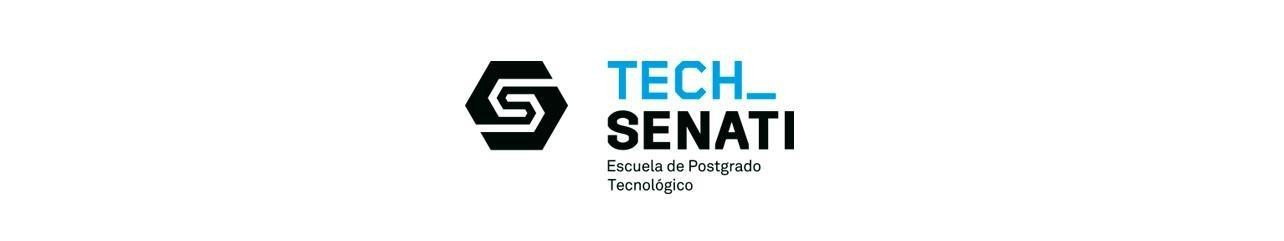 TECH_
SENATI
Escuela de Postgrado
Tecnológico